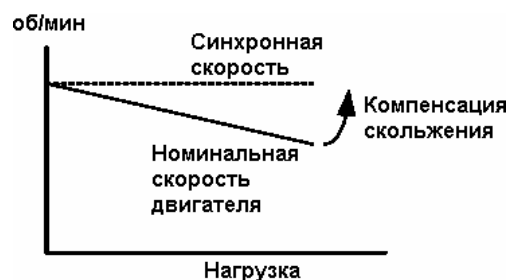 об/мин
Синхронная
скорость
Компенсация
скольжения
Номинальная
скорость
двигателя
Нагрузка